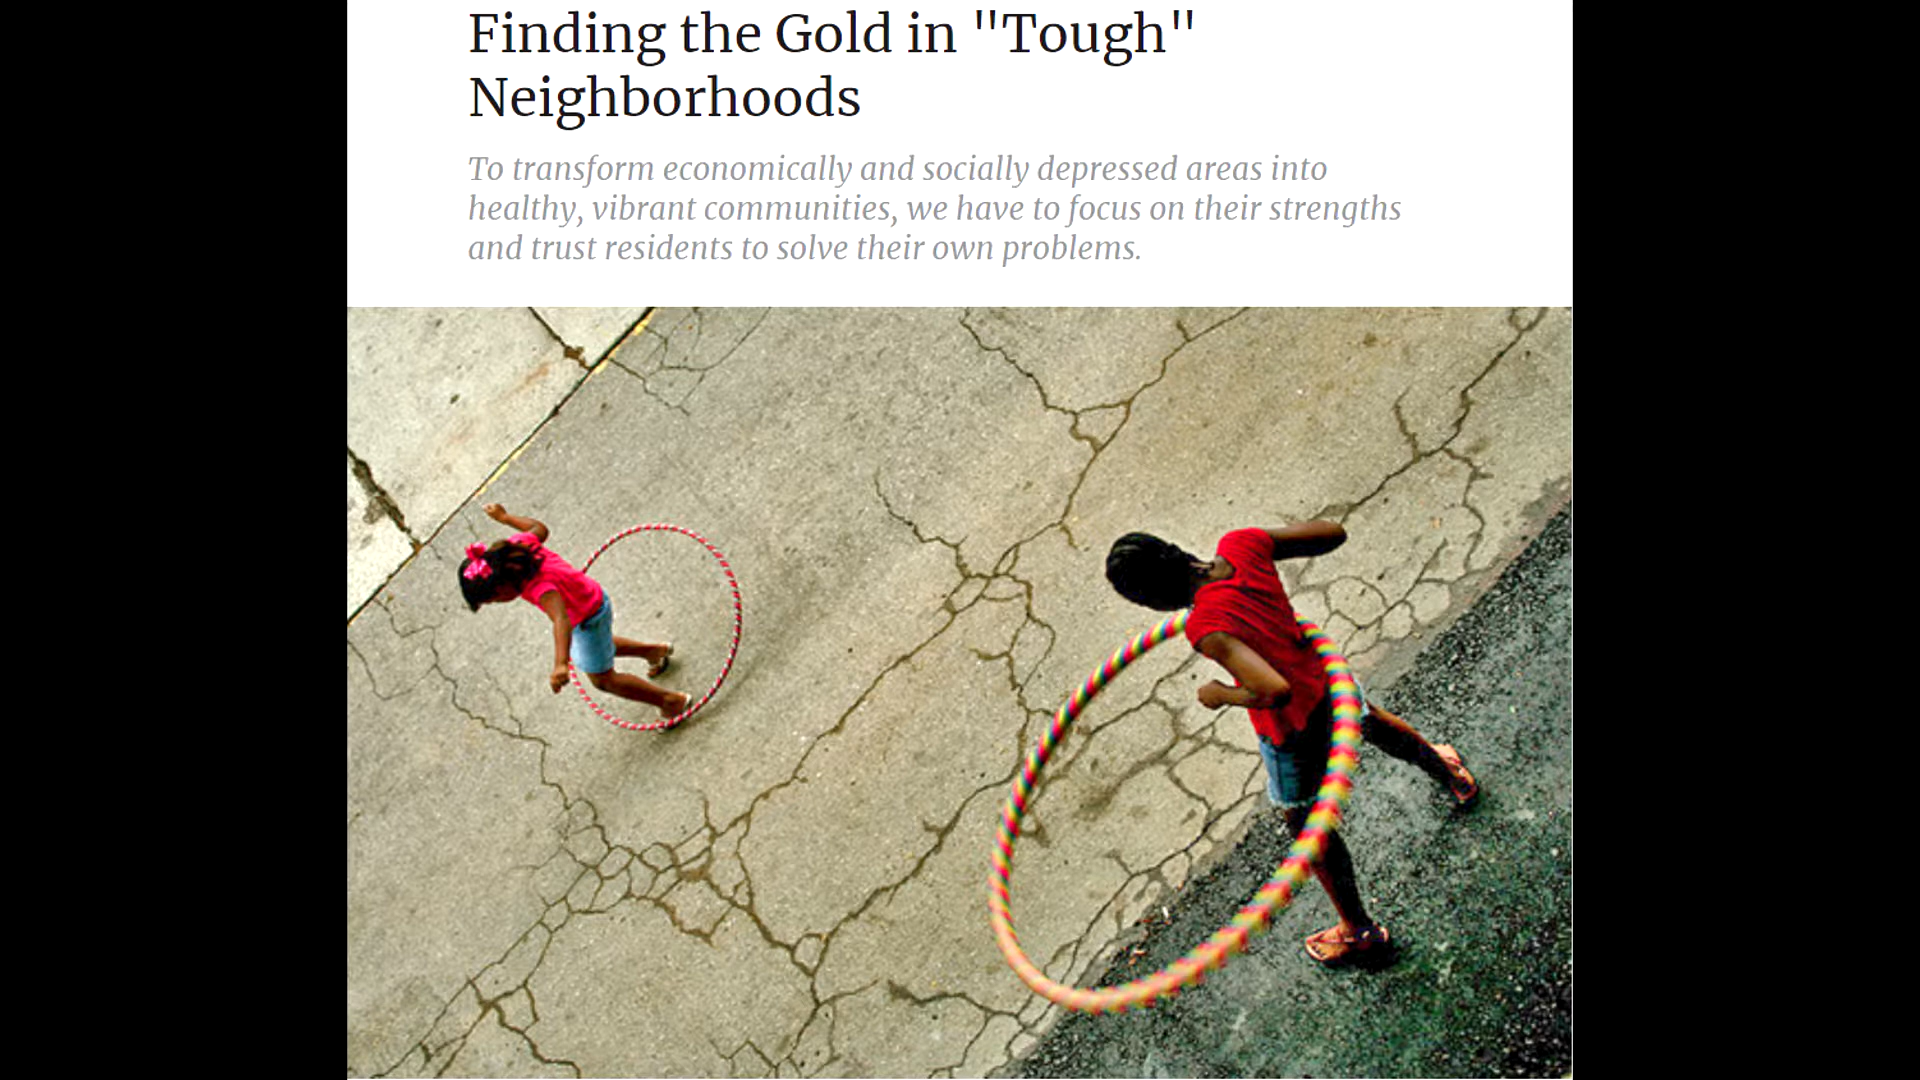 Finding the Gold in "Tough"
Neighborhoods
To transform economically and socially depressed areas into
healthy, vibrant communities, we have to focus on their strengths
and trust residents to solve their own problems.